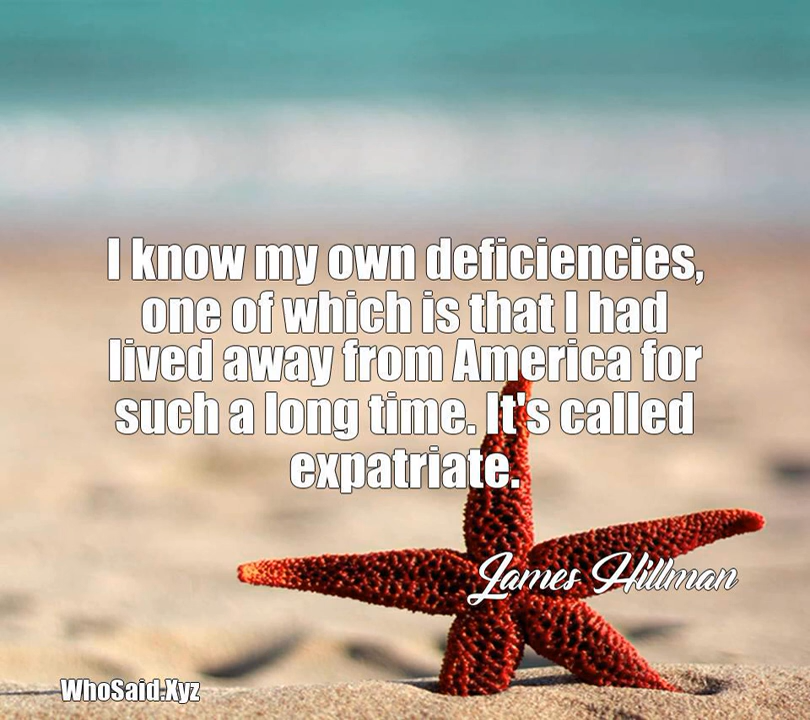 I know my own deficiencies,
one of which is that I had
lived away from America for
such a long time. It's called
expatriate.
James Hillman
WhoSaid.Xyz